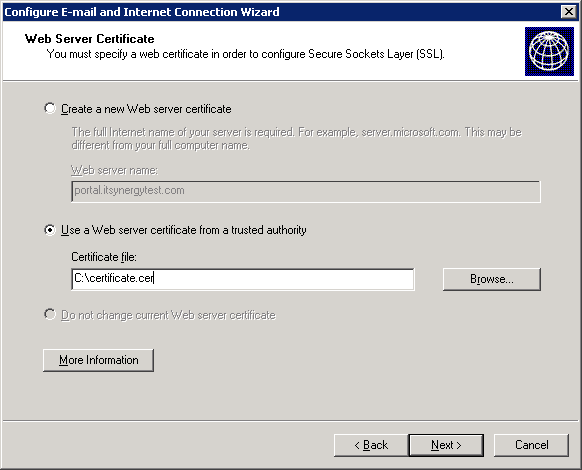 Configure E-mail and Internet Connection Wizard
Web Server Certificate
You must specify a web certificate in order to configure Secure Sockets Layer (SSL).
Create a new Web server certificate
The full Internet name of your server is required. For example, server.microsoft.com. This may be
different from your full computer name.
Web server name:
portal.itsynergytest.com
Use a Web server certificate from a trusted authority
Certificate file:
C:\certificate.cer
Browse...
Do not change current Web server certificate
More Information
< Back
Next >
Cancel